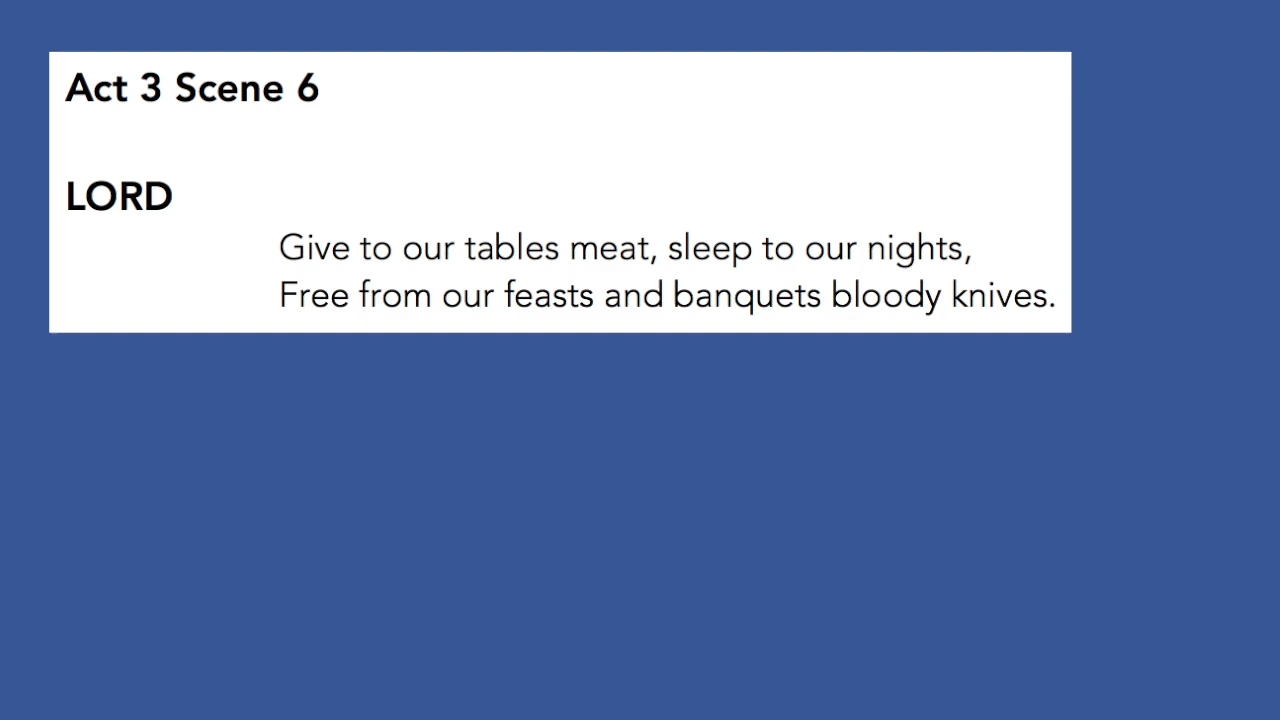 Act 3 Scene 6
LORD
Give to our tables meat, sleep to our nights,
Free from our feasts and banquets bloody knives.